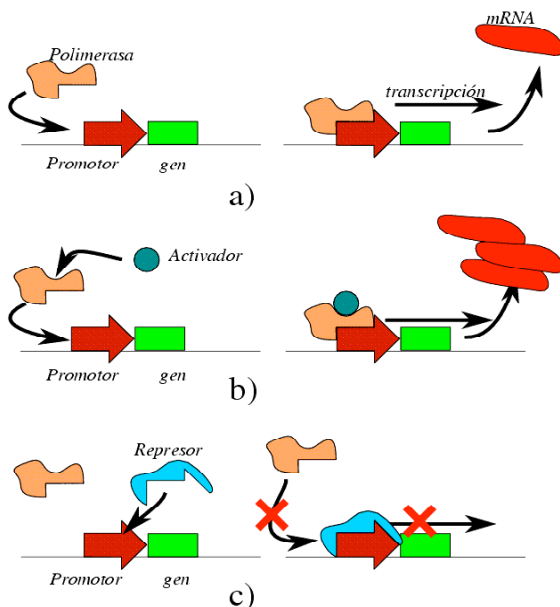 mRNA
Polimerasa
transcripción
Promotor gen
a)
Activador
Promotor gen
b)
Represor
Promotor gen
c)